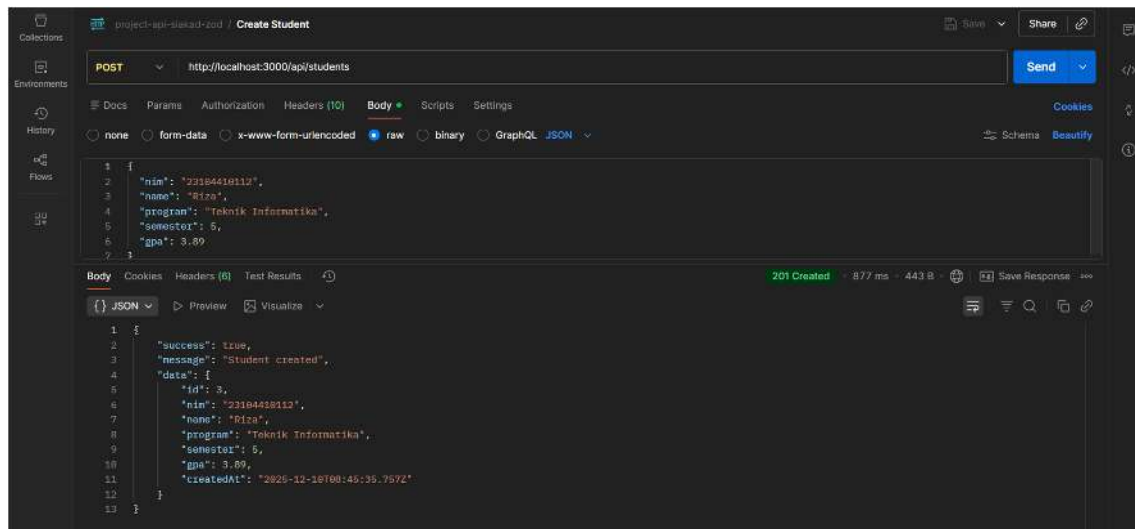 project-api-siakad-zod / Create Student
Save
Share
Collections
POST
http://localhost:3000/api/students
Send
Environments
Docs Params Authorization Headers (10) Body Scripts Settings
Cookies
History
none form-data x-www-form-urlencoded raw binary GraphQL JSON
Schema Beautify
Flows
1 {
2 "nim": "23104410112",
3 "name": "Riza",
4 "program": "Teknik Informatika",
5 "semester": 5,
6 "gpa": 3.89
7 }
Body Cookies Headers (6) Test Results
201 Created 877 ms 443 B Save Response
{} JSON Preview Visualize
1 {
2 "success": true,
3 "message": "Student created",
4 "data": {
5 "id": 3,
6 "nim": "23104410112",
7 "name": "Riza",
8 "program": "Teknik Informatika",
9 "semester": 5,
10 "gpa": 3.89,
11 "createdAt": "2025-12-10T08:45:35.757Z"
12 }
13 }